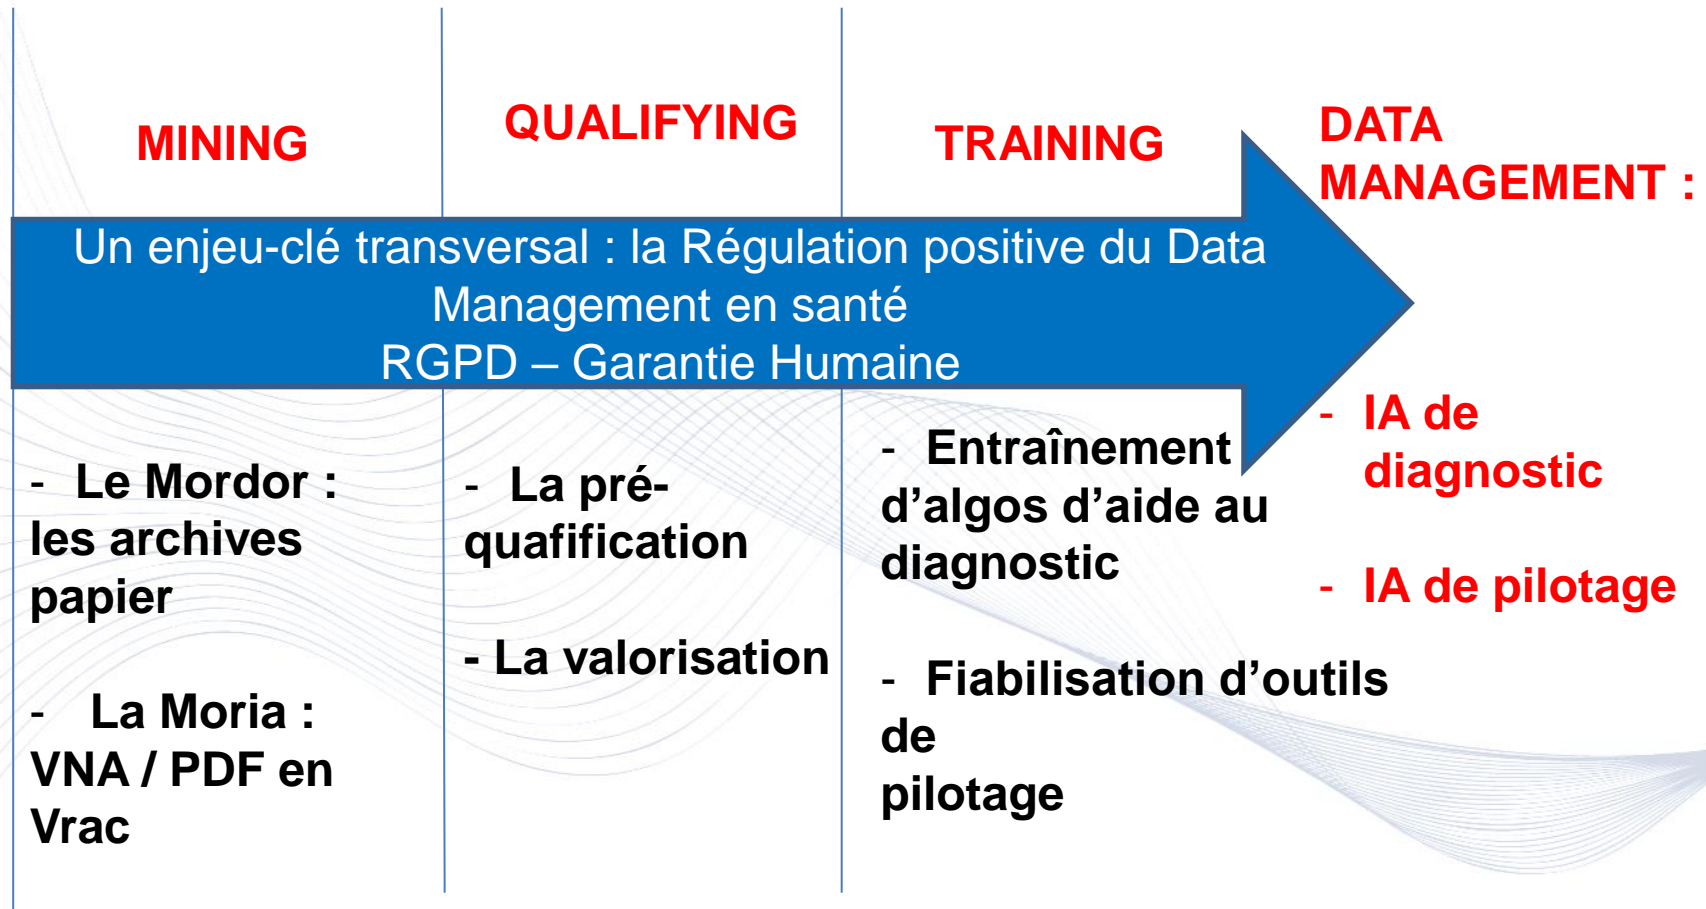 MINING
QUALIFYING
TRAINING
DATA
MANAGEMENT :
Un enjeu-clé transversal : la Régulation positive du Data
Management en santé
RGPD – Garantie Humaine
- Le Mordor :
les archives
papier
- La Moria :
VNA / PDF en
Vrac
- La pré-
quafification
- La valorisation
- Entraînement
d’algos d’aide au
diagnostic
- Fiabilisation d’outils
de
pilotage
- IA de
diagnostic
- IA de pilotage